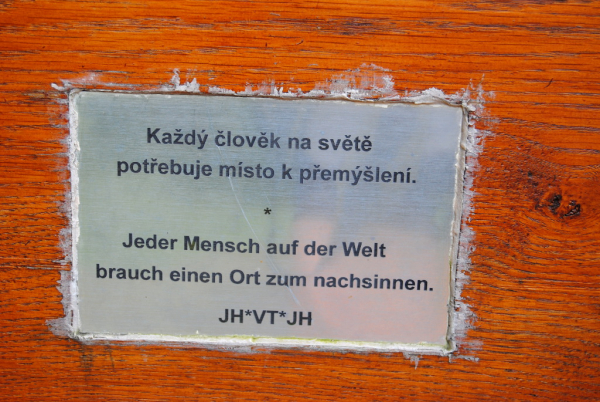 Každý člověk na světě
potřebuje místo k přemýšlení.
*
Jeder Mensch auf der Welt
brauch einen Ort zum nachsinnen.
JH*VT*JH